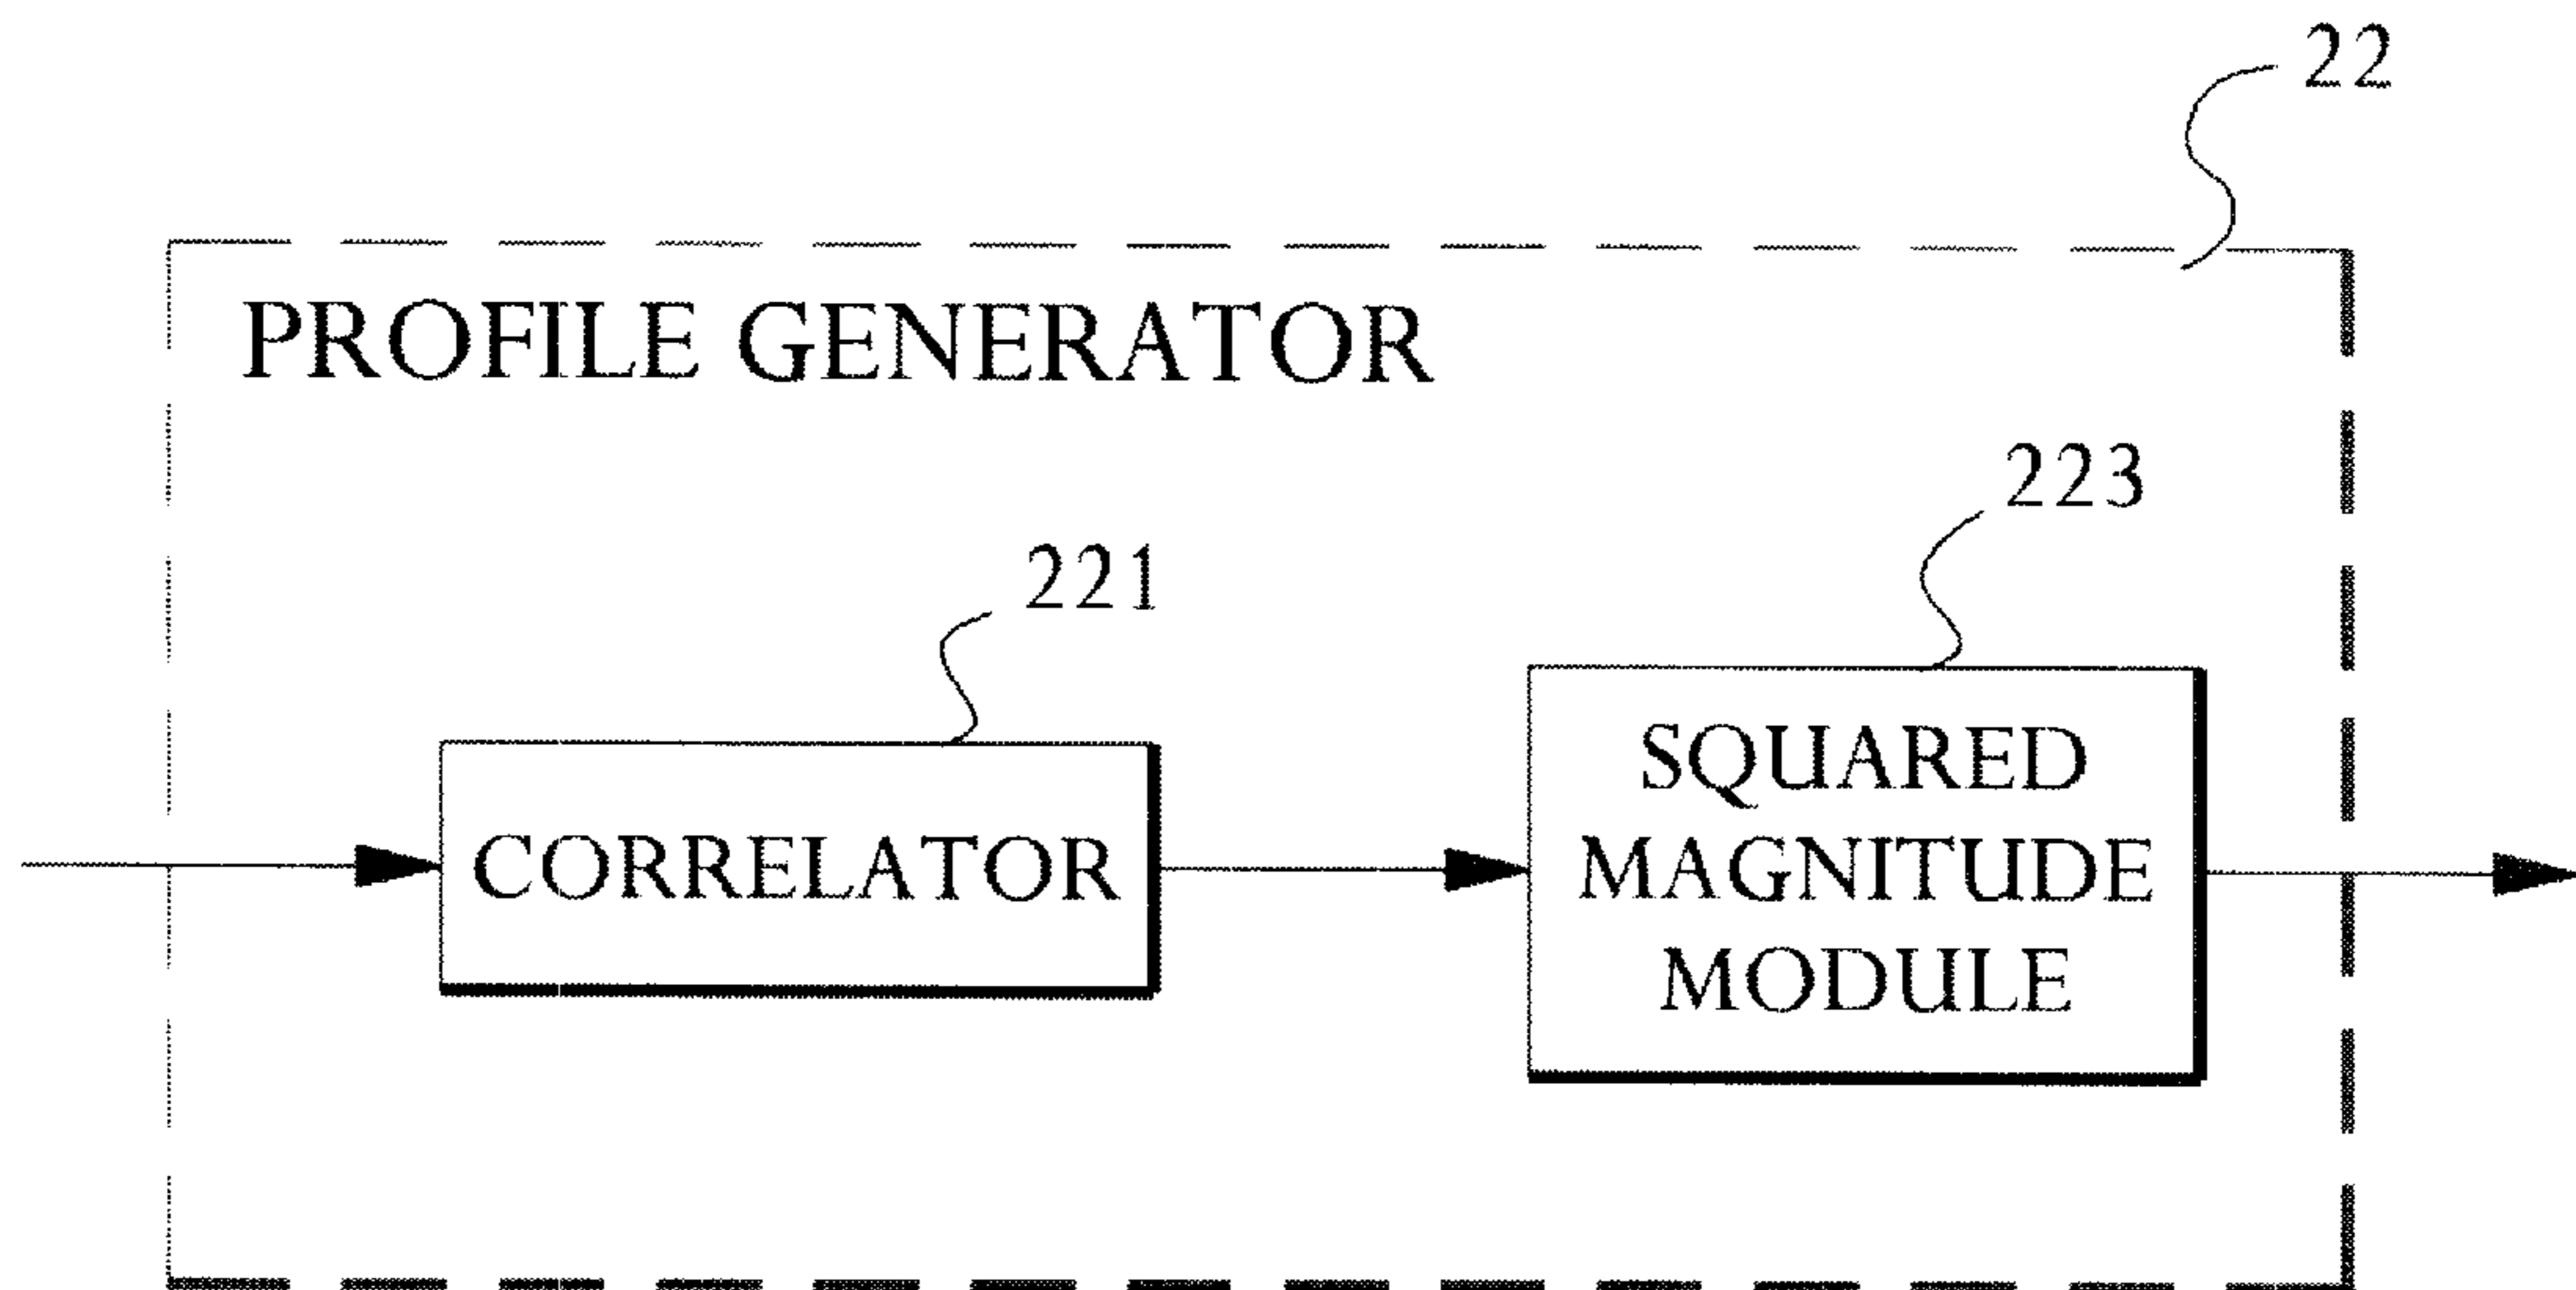 22
PROFILE GENERATOR
223
221
SQUARED
MAGNITUDE
MODULE
CORRELATOR